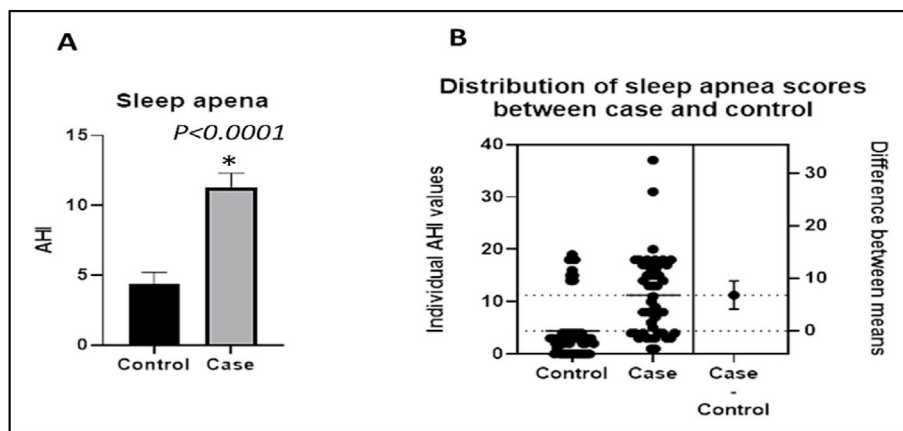 A
Sleep apena
P<0.0001
*
15
10
5
0
AHI
Control Case
B
Distribution of sleep apnea scores
between case and control
40
30
20
10
0
Individual AHI values
30
20
10
0
Difference between means
Control Case Case
-
Control